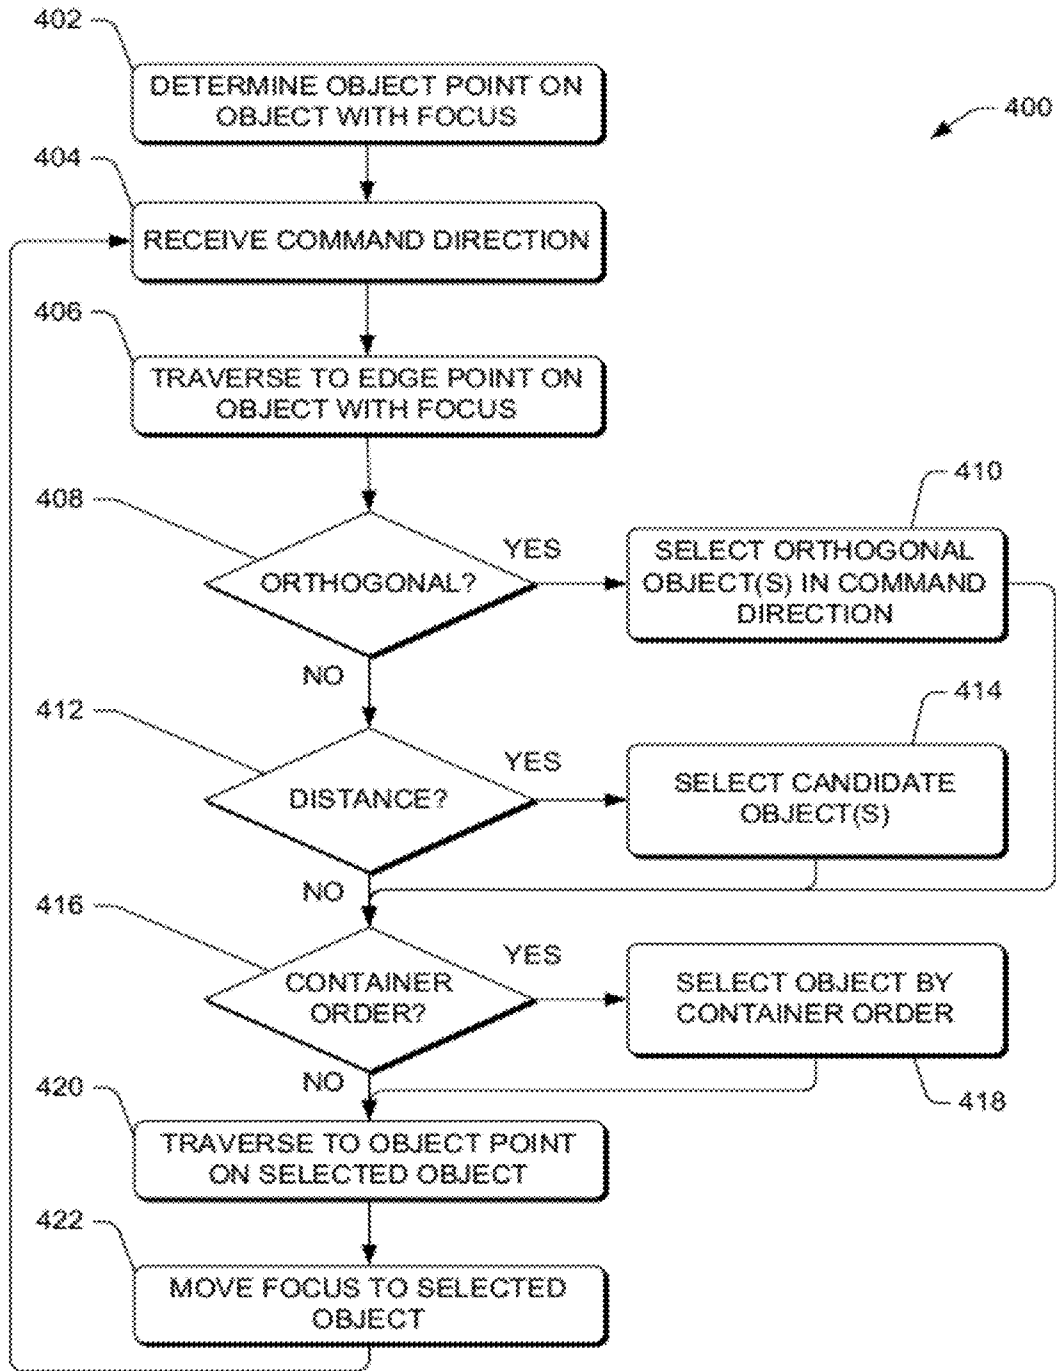 402
DETERMINE OBJECT POINT ON
OBJECT WITH FOCUS
400
404
RECEIVE COMMAND DIRECTION
406
TRAVERSE TO EDGE POINT ON
OBJECT WITH FOCUS
408
ORTHOGONAL?
YES
410
SELECT ORTHOGONAL
OBJECT(S) IN COMMAND
DIRECTION
NO
412
DISTANCE?
YES
414
SELECT CANDIDATE
OBJECT(S)
NO
416
CONTAINER
ORDER?
YES
SELECT OBJECT BY
CONTAINER ORDER
418
NO
420
TRAVERSE TO OBJECT POINT
ON SELECTED OBJECT
422
MOVE FOCUS TO SELECTED
OBJECT